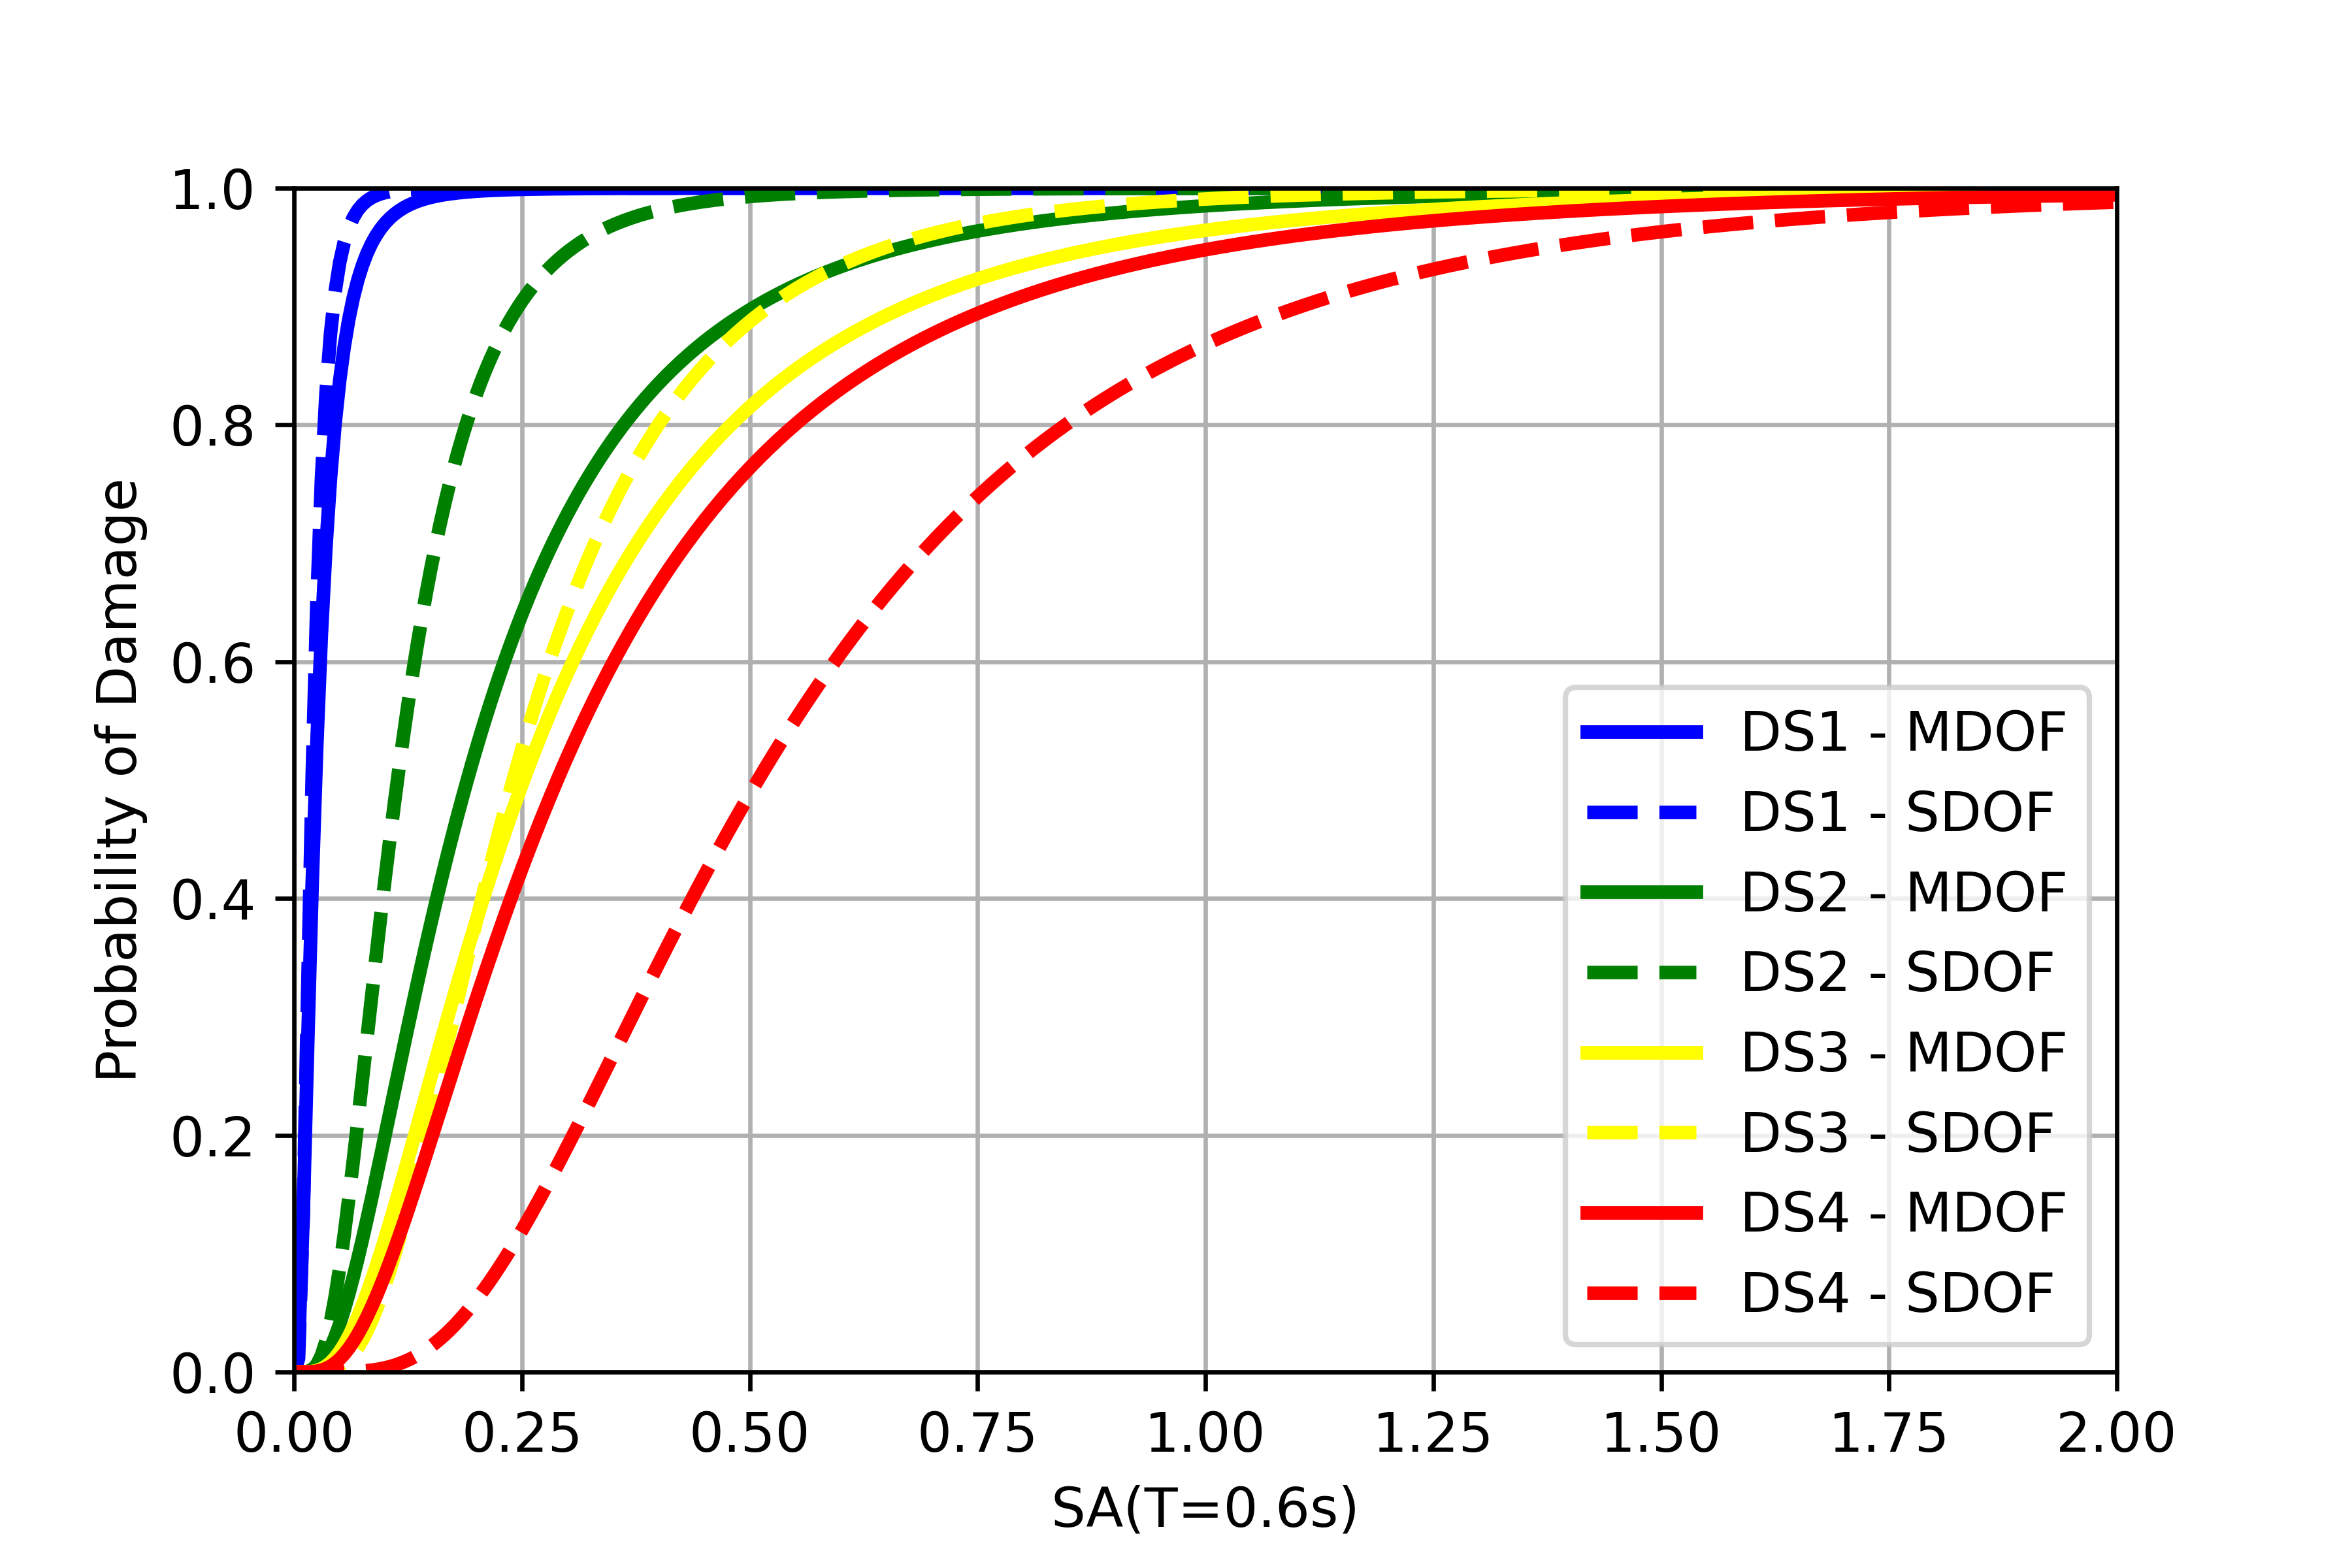 1.0
0.8
0.6
0.4
0.2
0.0
Probability of Damage
0.00 0.25 0.50 0.75 1.00 1.25 1.50 1.75 2.00
SA(T=0.6s)
DS1 - MDOF
DS1 - SDOF
DS2 - MDOF
DS2 - SDOF
DS3 - MDOF
DS3 - SDOF
DS4 - MDOF
DS4 - SDOF